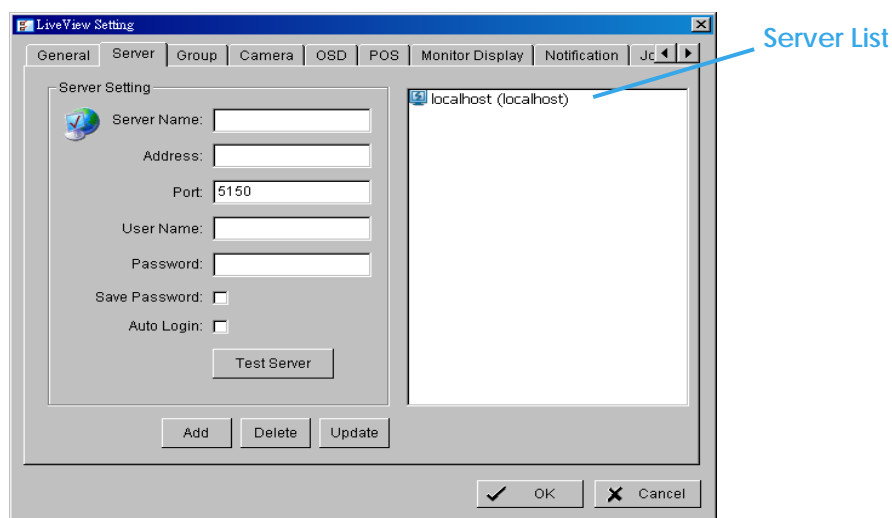 LiveView Setting
Server List
General Server Group Camera OSD POS Monitor Display Notification
Server Setting
localhost (localhost)
Server Name:
Address:
Port: 5150
User Name:
Password:
Save Password:
Auto Login:
Test Server
Add Delete Update
OK Cancel